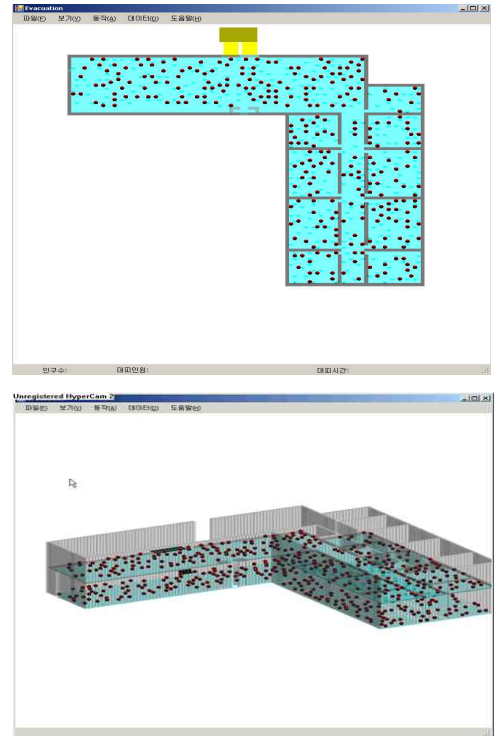 Evacuation
파일(F) 보기(V) 동작(A) 데이터(D) 도움말(H)
인구수: 대피인원: 대피시간:
Unregistered HyperCam 2
파일(F) 보기(V) 동작(A) 데이터(D) 도움말(H)